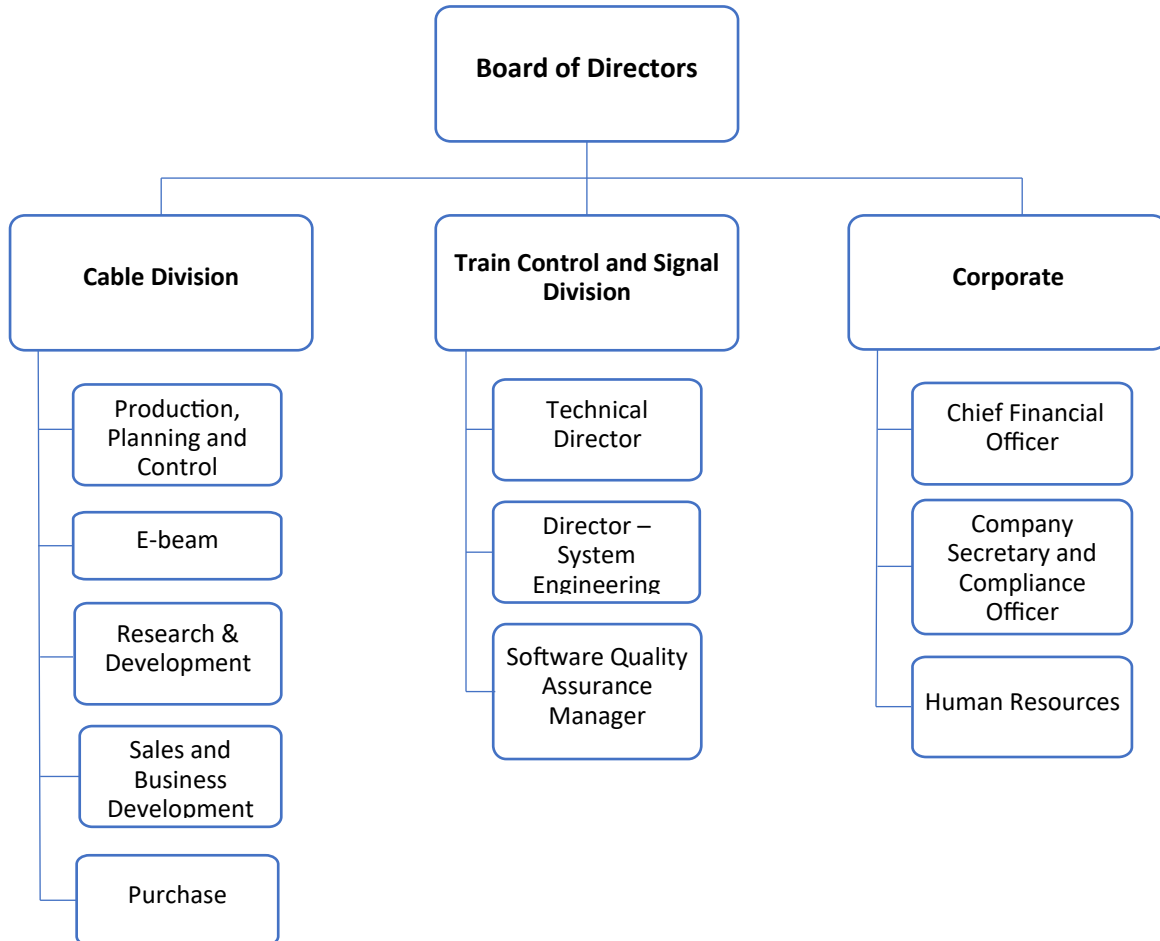 Board of Directors
Cable Division
Train Control and Signal
Division
Corporate
Production,
Planning and
Control
E-beam
Research &
Development
Sales and
Business
Development
Purchase
Technical
Director
Director –
System
Engineering
Software Quality
Assurance
Manager
Chief Financial
Officer
Company
Secretary and
Compliance
Officer
Human Resources